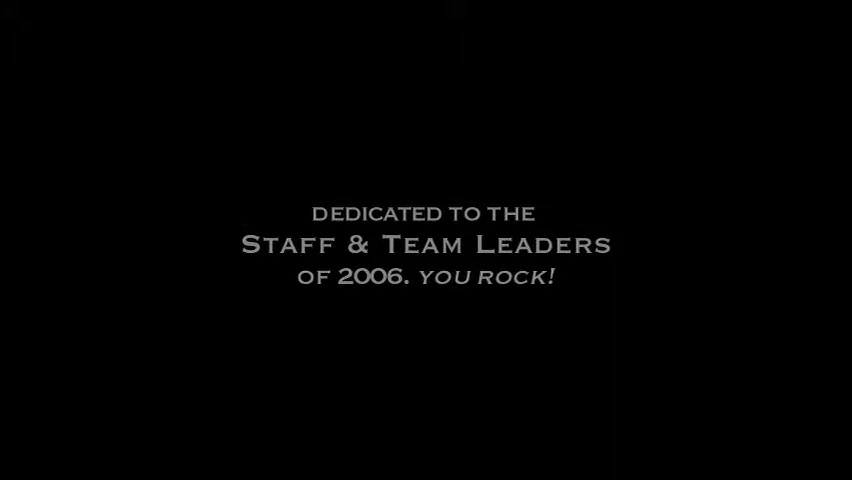 DEDICATED TO THE
STAFF & TEAM LEADERS
OF 2006. YOU ROCK!